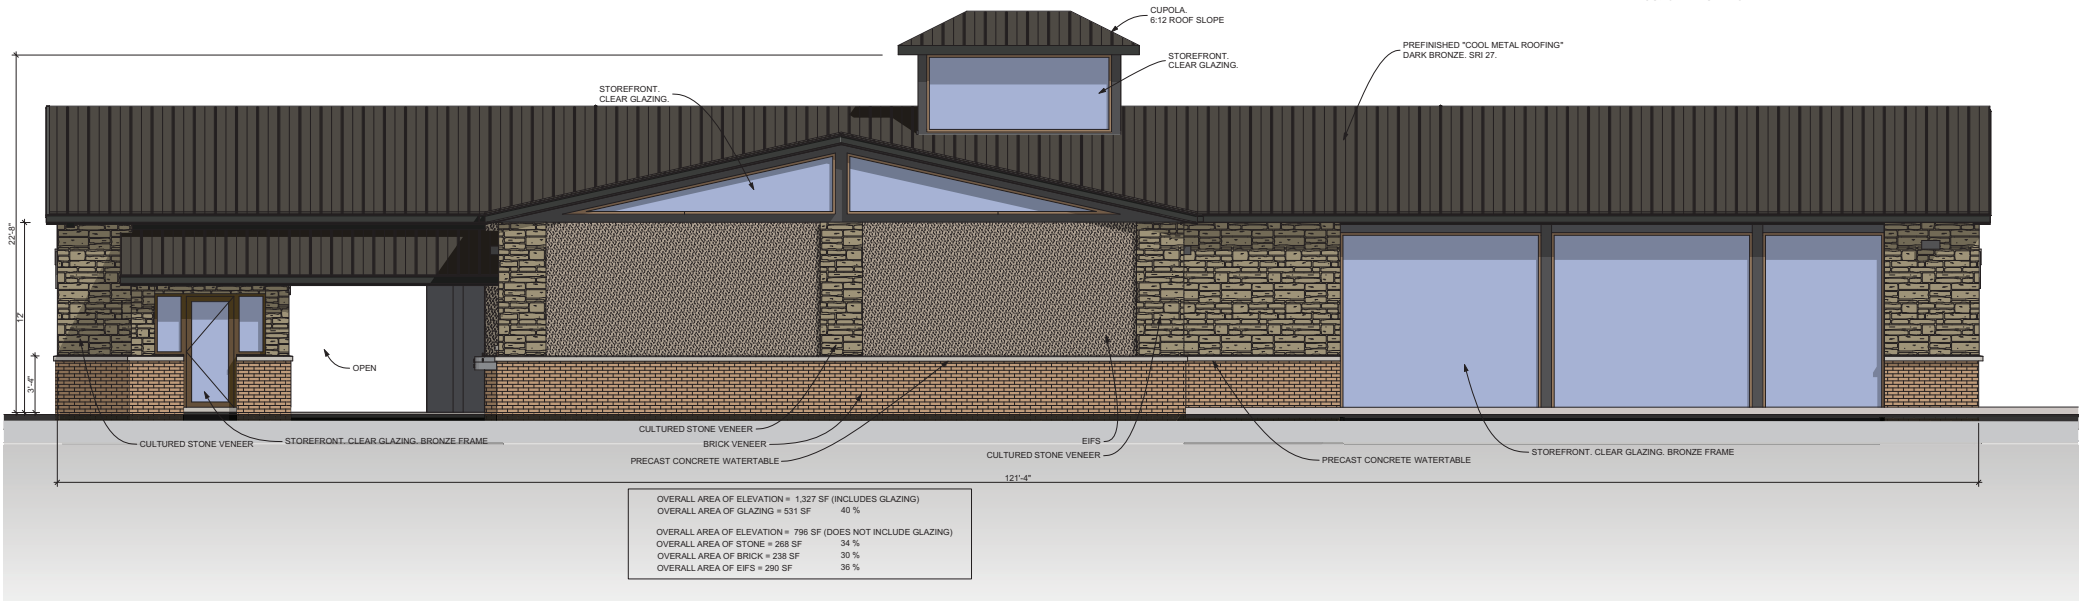 CUPOLA.
6:12 ROOF SLOPE
PREFINISHED "COOL METAL ROOFING"
DARK BRONZE. SRI 27.
STOREFRONT.
CLEAR GLAZING.
STOREFRONT.
CLEAR GLAZING.
22'-8"
12'
3'-4"
OPEN
CULTURED STONE VENEER
STOREFRONT. CLEAR GLAZING. BRONZE FRAME
CULTURED STONE VENEER
BRICK VENEER
PRECAST CONCRETE WATERTABLE
EIFS
CULTURED STONE VENEER
PRECAST CONCRETE WATERTABLE
STOREFRONT. CLEAR GLAZING. BRONZE FRAME
121'-4"
OVERALL AREA OF ELEVATION = 1,327 SF (INCLUDES GLAZING)
OVERALL AREA OF GLAZING = 531 SF 40 %
OVERALL AREA OF ELEVATION = 796 SF (DOES NOT INCLUDE GLAZING)
OVERALL AREA OF STONE = 268 SF 34 %
OVERALL AREA OF BRICK = 238 SF 30 %
OVERALL AREA OF EIFS = 290 SF 36 %